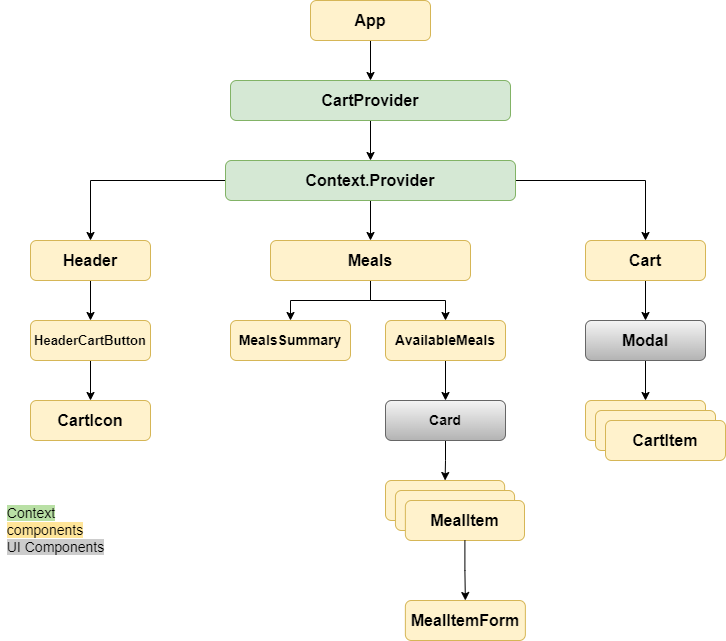 App
CartProvider
Context.Provider
Header
Meals
Cart
HeaderCartButton
MealsSummary
AvailableMeals
Modal
CartIcon
Card
CartItem
Context
components
UI Components
MealItem
MealItemForm